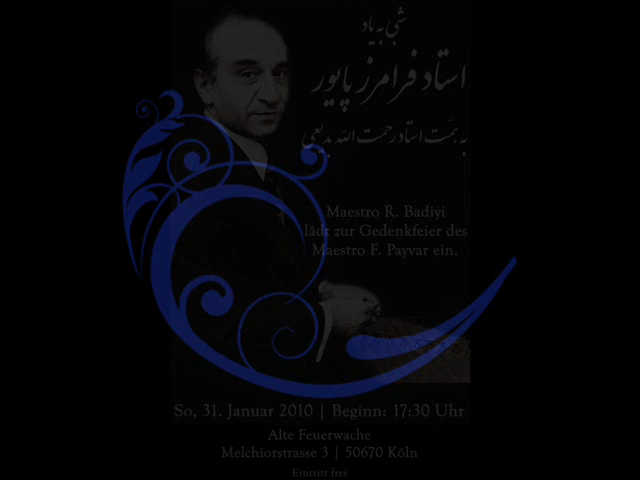 شبی به یاد
استاد فرامرز پایور
به همت استاد رحمت الله بدیعی
Maestro R. Badiyi
lädt zur Gedenkfeier des
Maestro F. Payvar ein.
So, 31. Januar 2010 | Beginn: 17:30 Uhr
Alte Feuerwache
Melchiorstrasse 3 | 50670 Köln
Eintritt frei